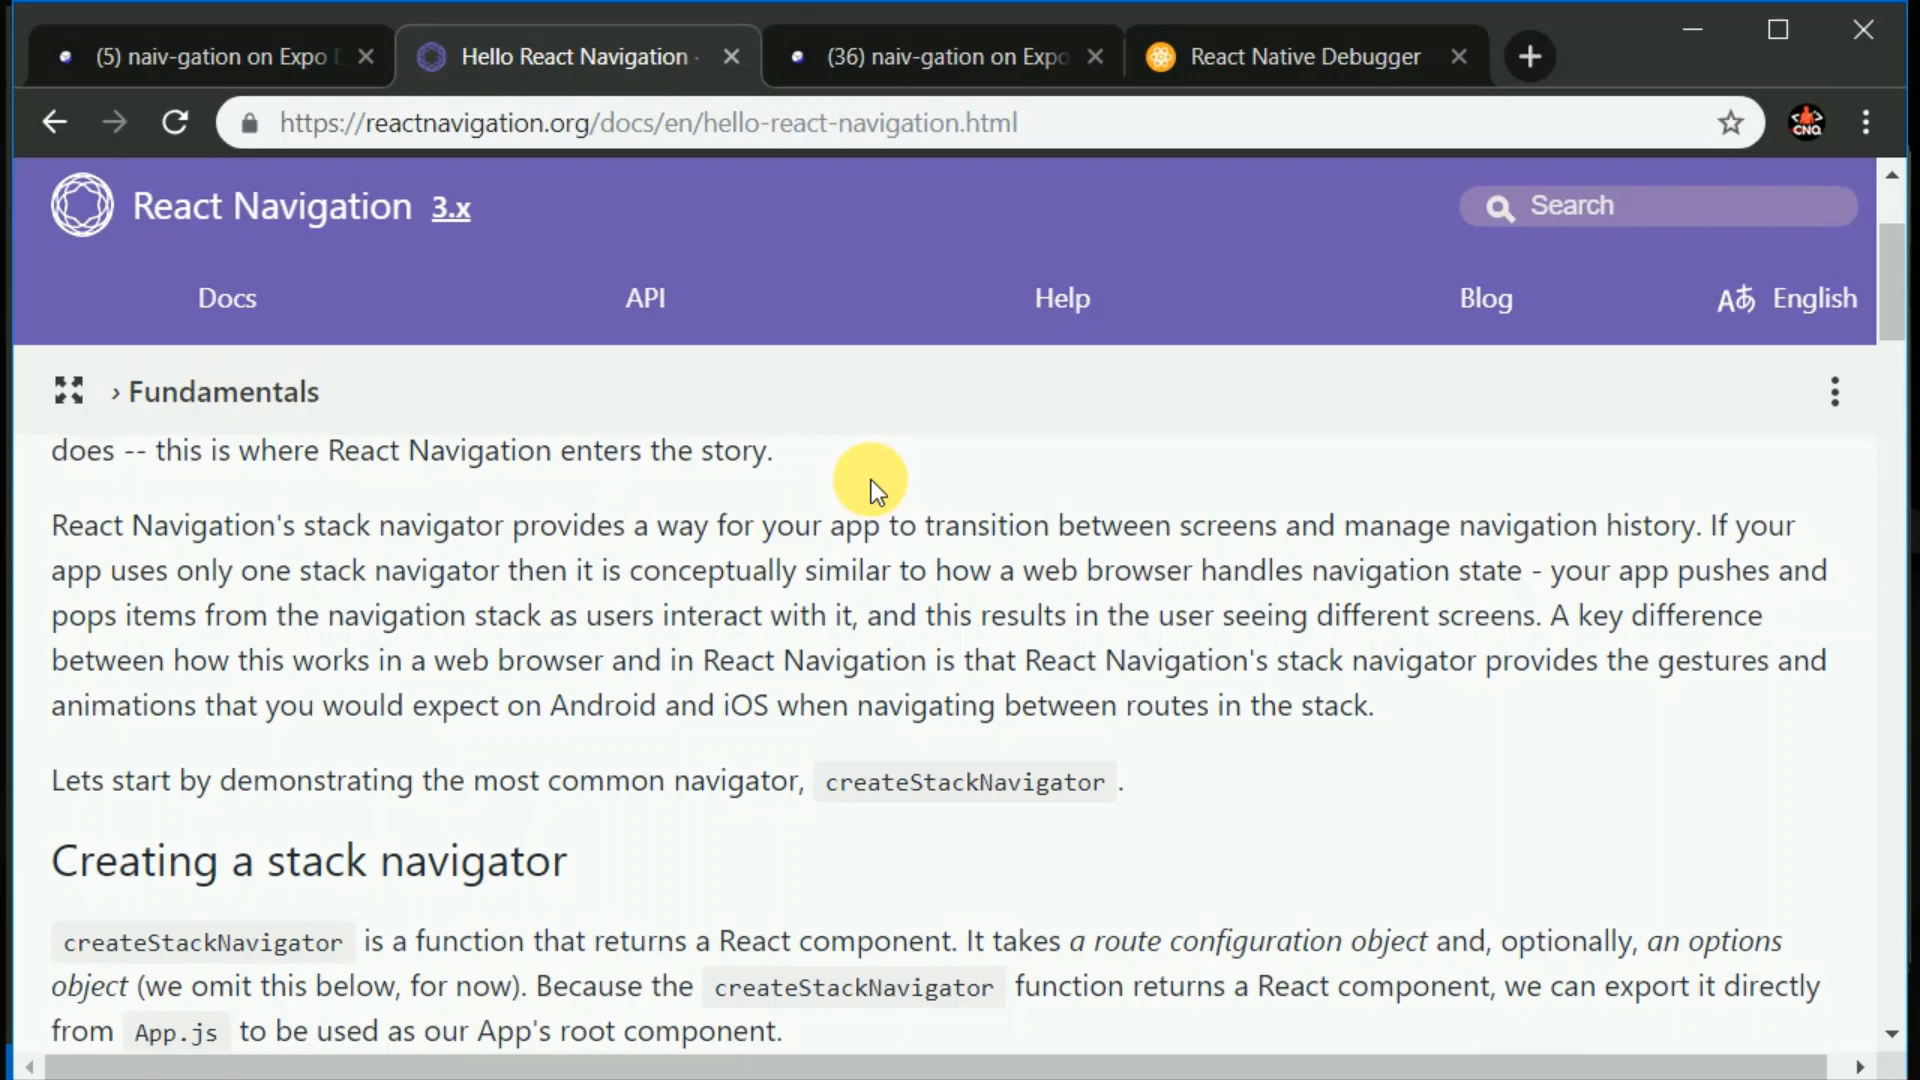 (5) naiv-gation on Expo
Hello React Navigation ·
(36) naiv-gation on Expo
React Native Debugger
https://reactnavigation.org/docs/en/hello-react-navigation.html
CNQ
React Navigation 3.x
Search
Docs
API
Help
Blog
Aあ English
› Fundamentals
does -- this is where React Navigation enters the story.
React Navigation's stack navigator provides a way for your app to transition between screens and manage navigation history. If your
app uses only one stack navigator then it is conceptually similar to how a web browser handles navigation state - your app pushes and
pops items from the navigation stack as users interact with it, and this results in the user seeing different screens. A key difference
between how this works in a web browser and in React Navigation is that React Navigation's stack navigator provides the gestures and
animations that you would expect on Android and iOS when navigating between routes in the stack.
Lets start by demonstrating the most common navigator, createStackNavigator.
Creating a stack navigator
createStackNavigator is a function that returns a React component. It takes a route configuration object and, optionally, an options
object (we omit this below, for now). Because the createStackNavigator function returns a React component, we can export it directly
from App.js to be used as our App's root component.